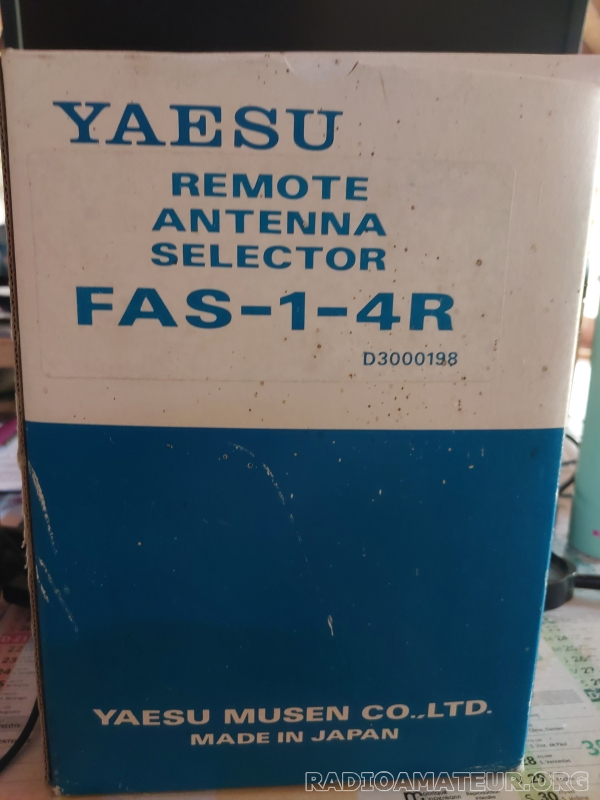 YAESU
REMOTE
ANTENNA
SELECTOR
FAS-1-4R
D3000198
YAESU MUSEN CO.,LTD.
MADE IN JAPAN
RADIOAMATEUR.ORG